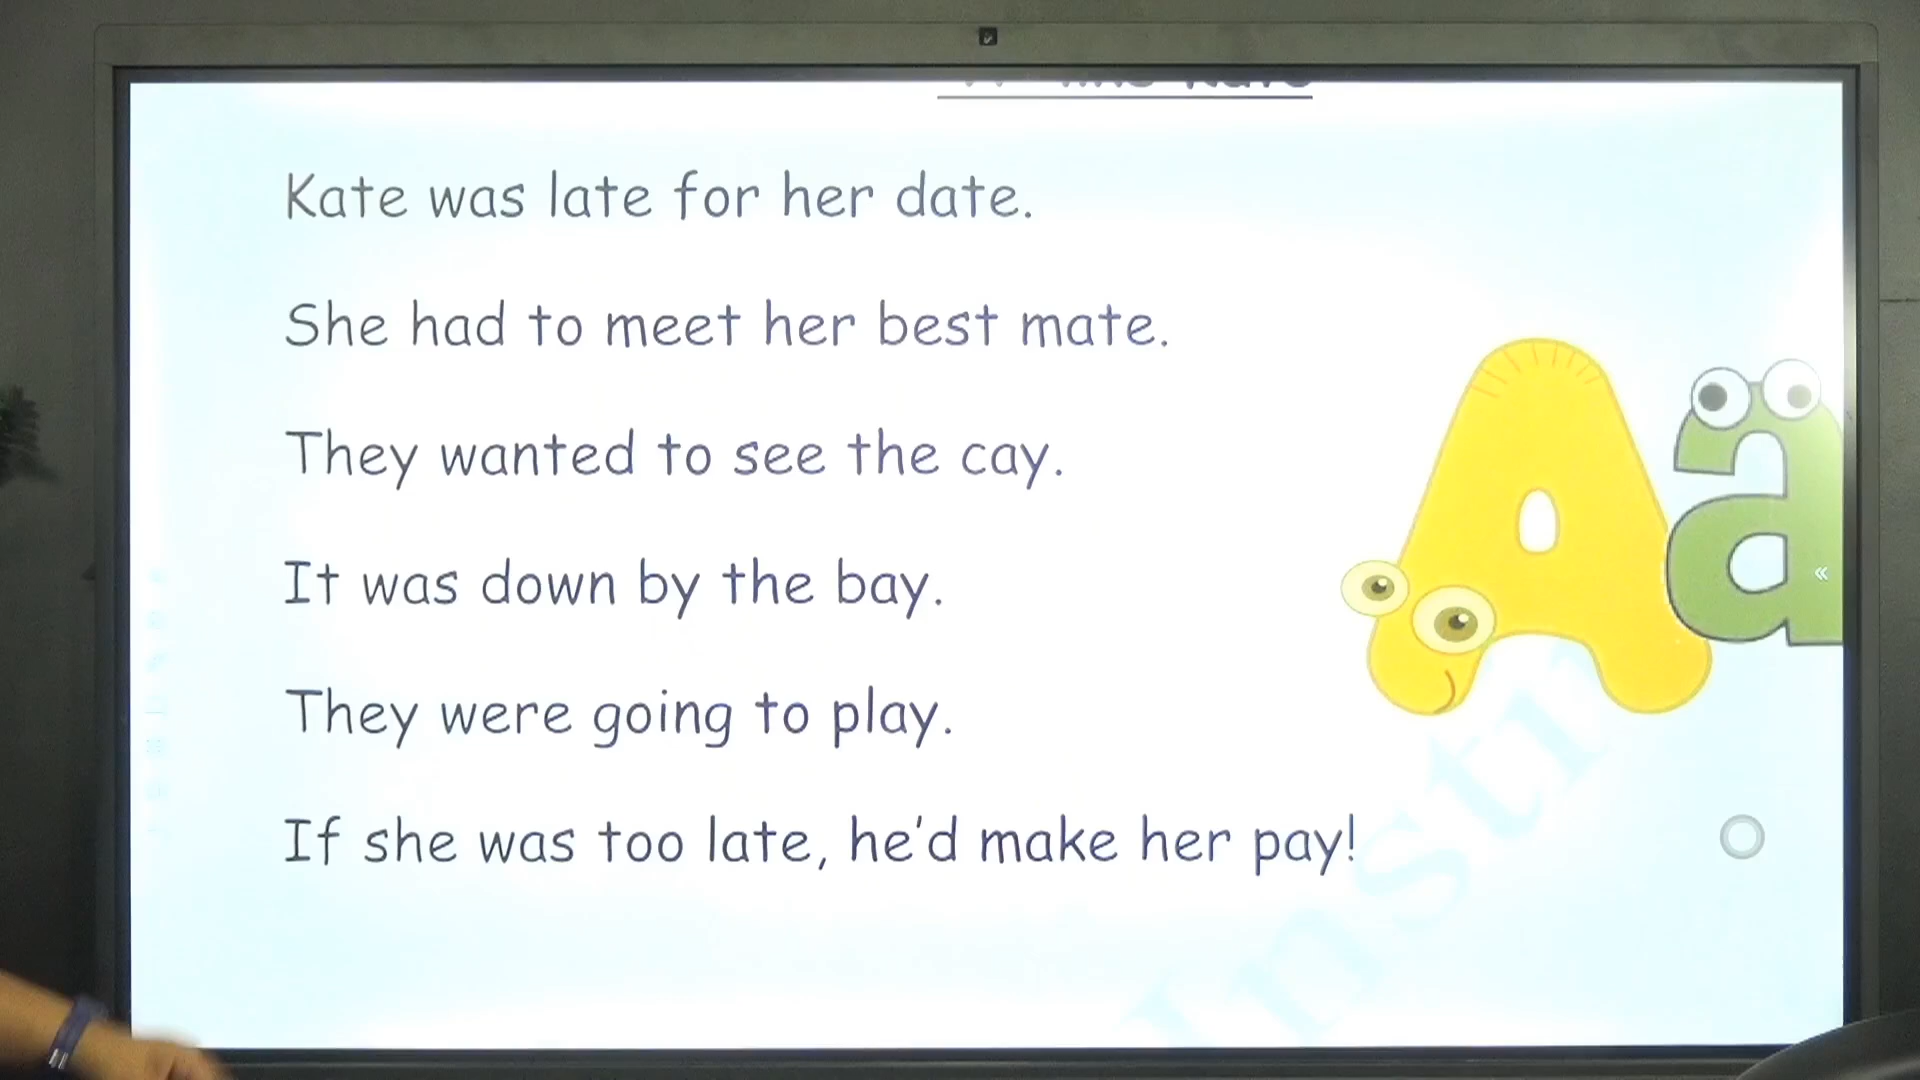 Kate was late for her date.
She had to meet her best mate.
They wanted to see the cay.
It was down by the bay.
They were going to play.
If she was too late, he'd make her pay!
Aa